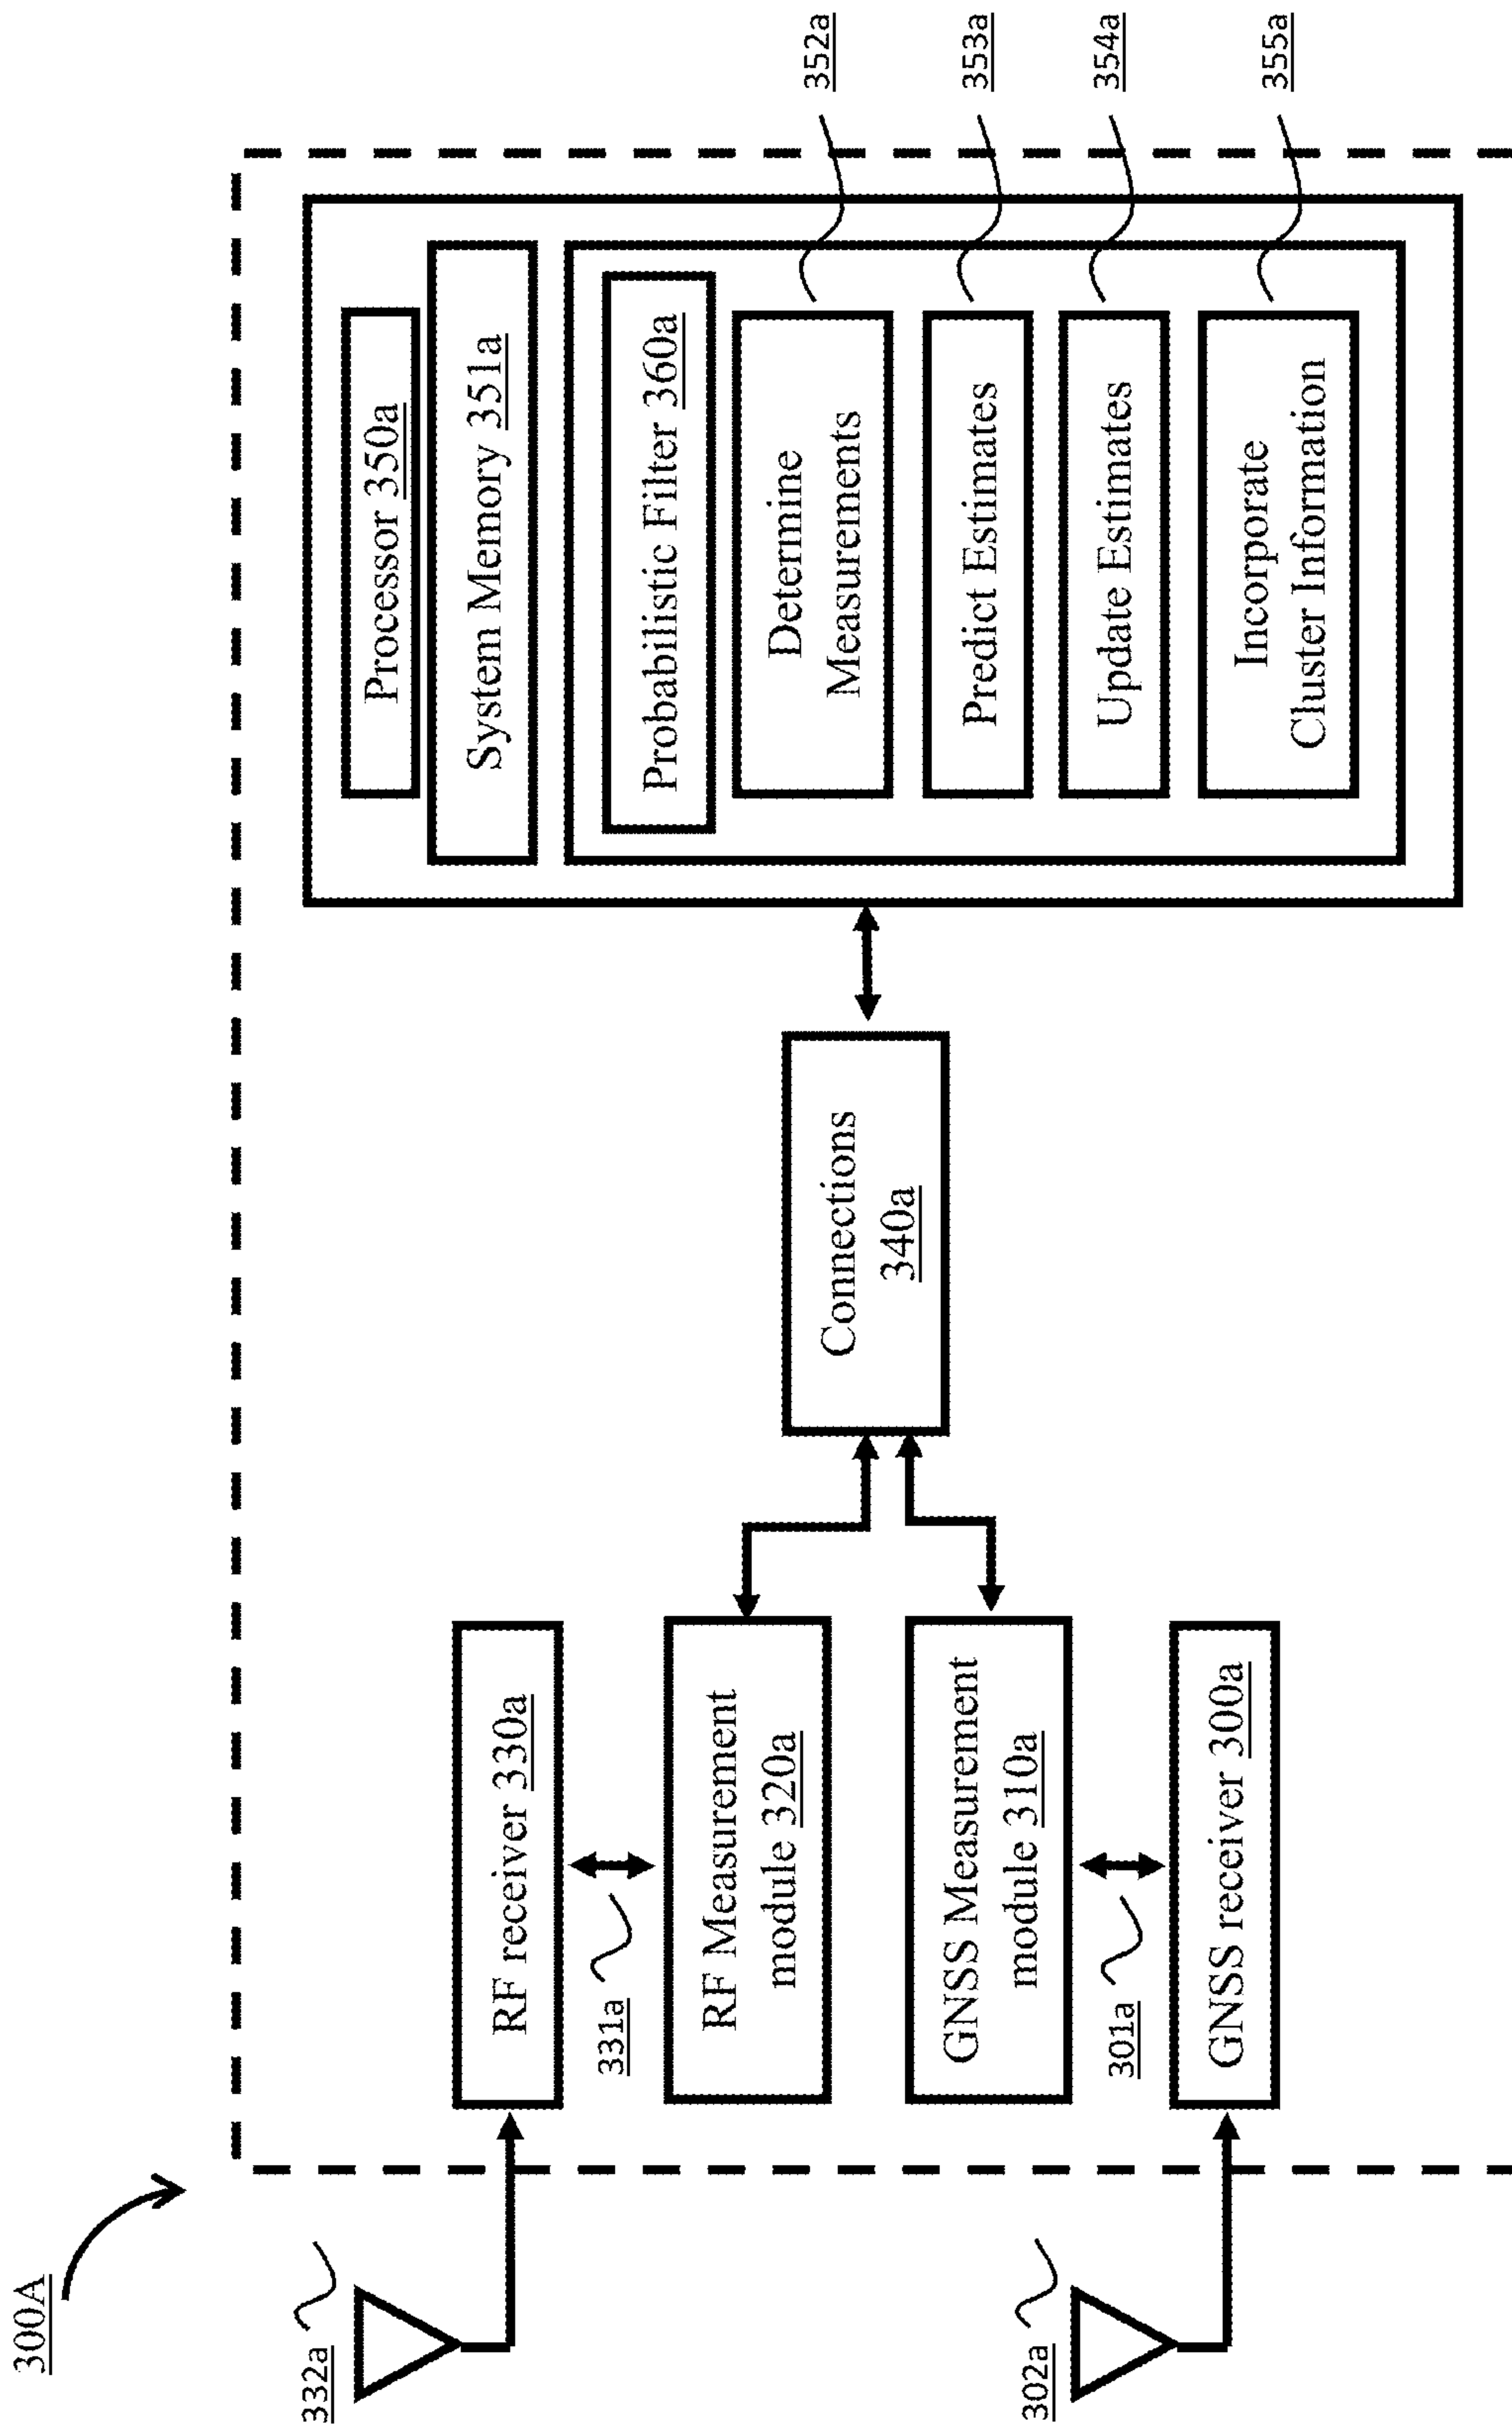 300A
332a
302a
RF receiver 330a
331a
RF Measurement
module 320a
GNSS Measurement
module 310a
301a
GNSS receiver 300a
Connections
340a
Processor 350a
System Memory 351a
Probabilistic Filter 360a
Determine
Measurements
Predict Estimates
Update Estimates
Incorporate
Cluster Information
352a
353a
354a
355a